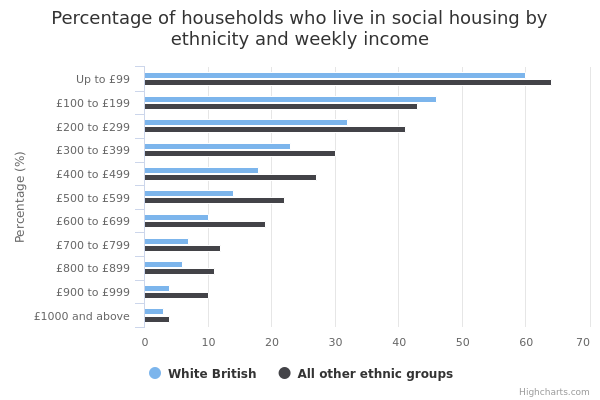 Percentage of households who live in social housing by
ethnicity and weekly income
Percentage (%)
Up to £99
£100 to £199
£200 to £299
£300 to £399
£400 to £499
£500 to £599
£600 to £699
£700 to £799
£800 to £899
£900 to £999
£1000 and above
0 10 20 30 40 50 60 70
White British All other ethnic groups
Highcharts.com